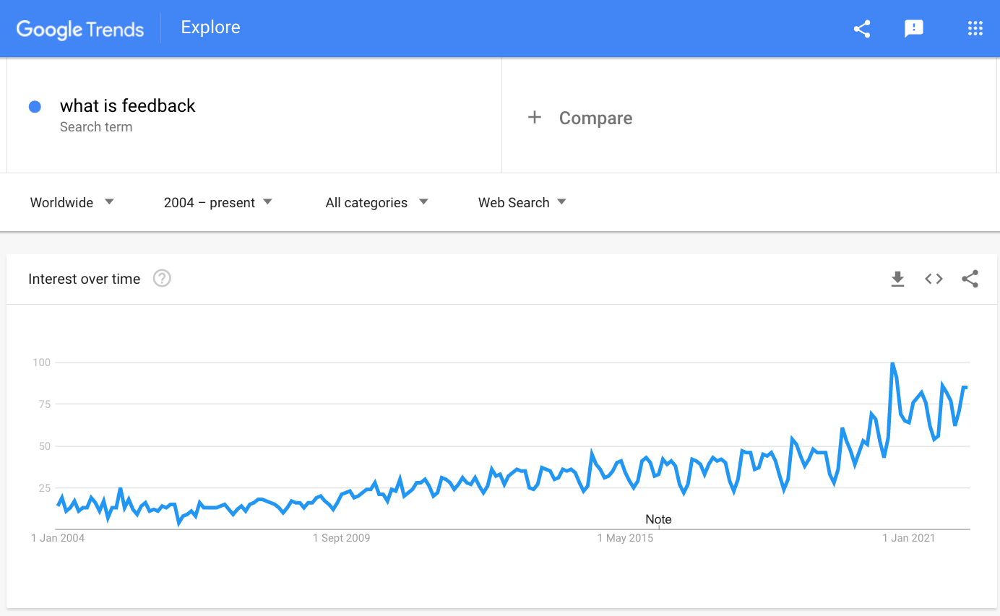 Google Trends Explore
what is feedback
Search term
+ Compare
Worldwide 2004 – present All categories Web Search
Interest over time ?
100
75
50
25
Note
1 Jan 2004 1 Sept 2009 1 May 2015 1 Jan 2021